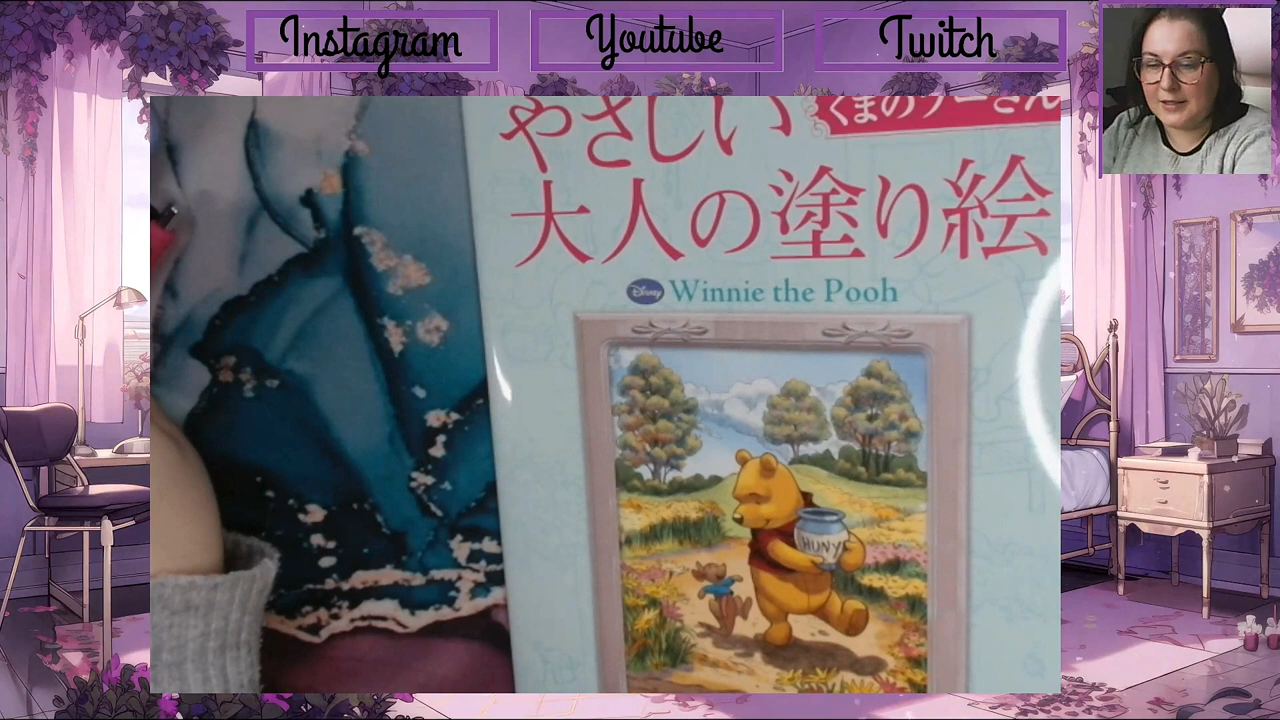 Instagram
Youtube
Twitch
くまのプーさん
やさしい
大人の塗り絵
Disney Winnie the Pooh
HUNY